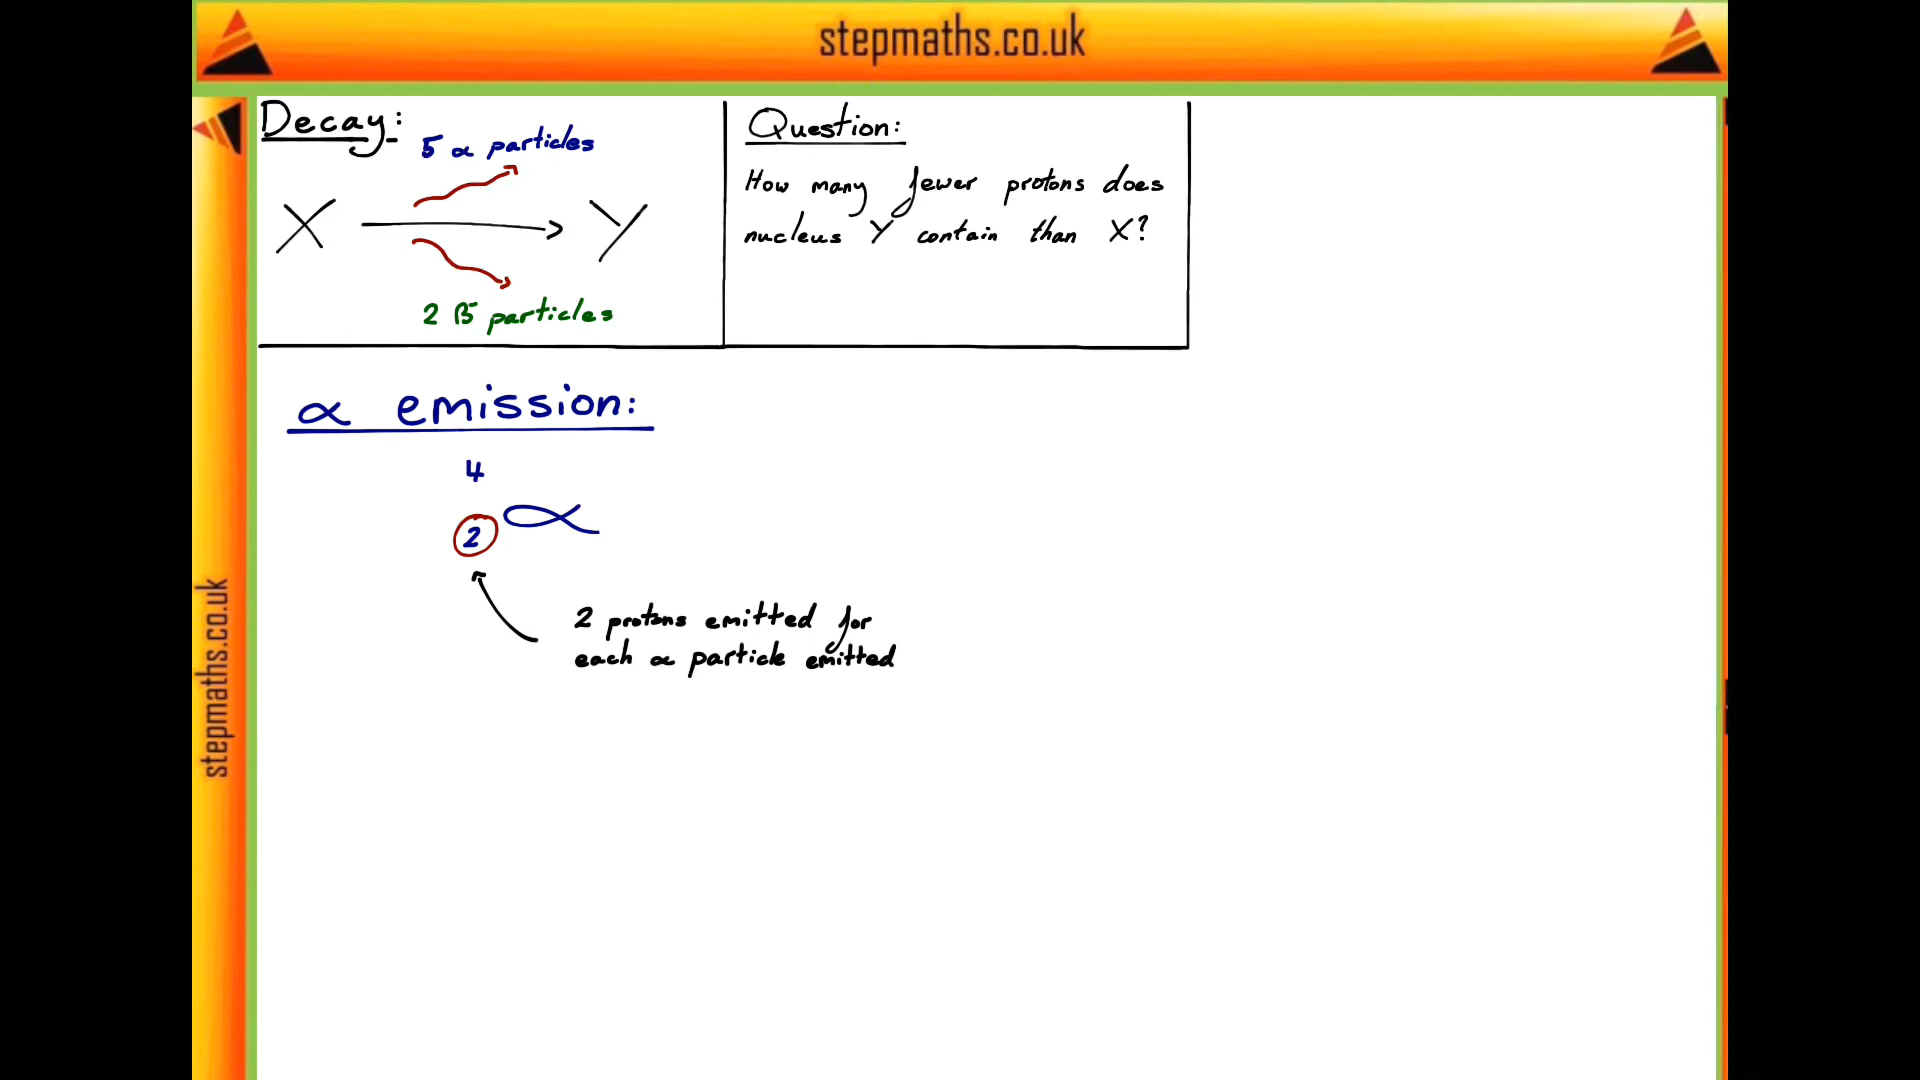 stepmaths.co.uk
Decay:
5 α particles
X → Y
2 β⁻ particles
Question:
How many fewer protons does
nucleus Y contain than X?
α emission:
4
2 α
2 protons emitted for
each α particle emitted
stepmaths.co.uk